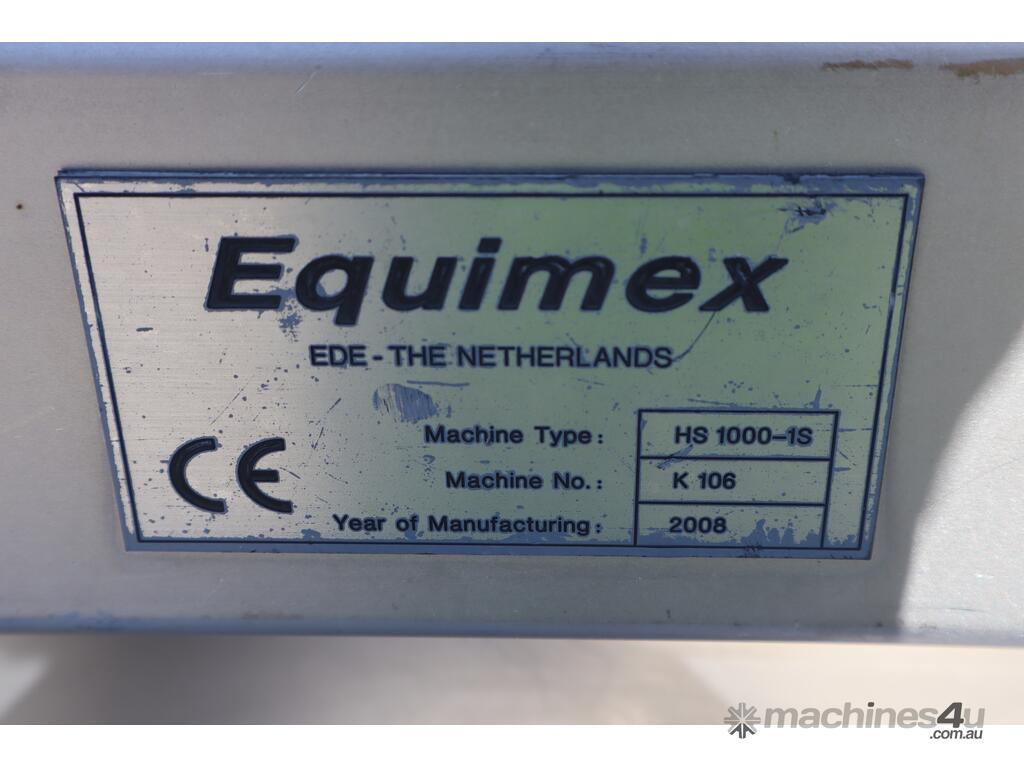 Equimex
EDE - THE NETHERLANDS
CE
Machine Type: HS 1000-1S
Machine No.: K 106
Year of Manufacturing: 2008
machines4u
.com.au